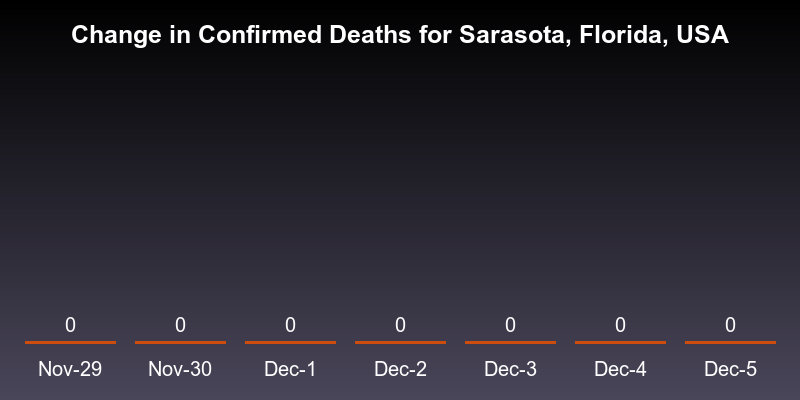 Change in Confirmed Deaths for Sarasota, Florida, USA
0 0 0 0 0 0 0
Nov-29 Nov-30 Dec-1 Dec-2 Dec-3 Dec-4 Dec-5